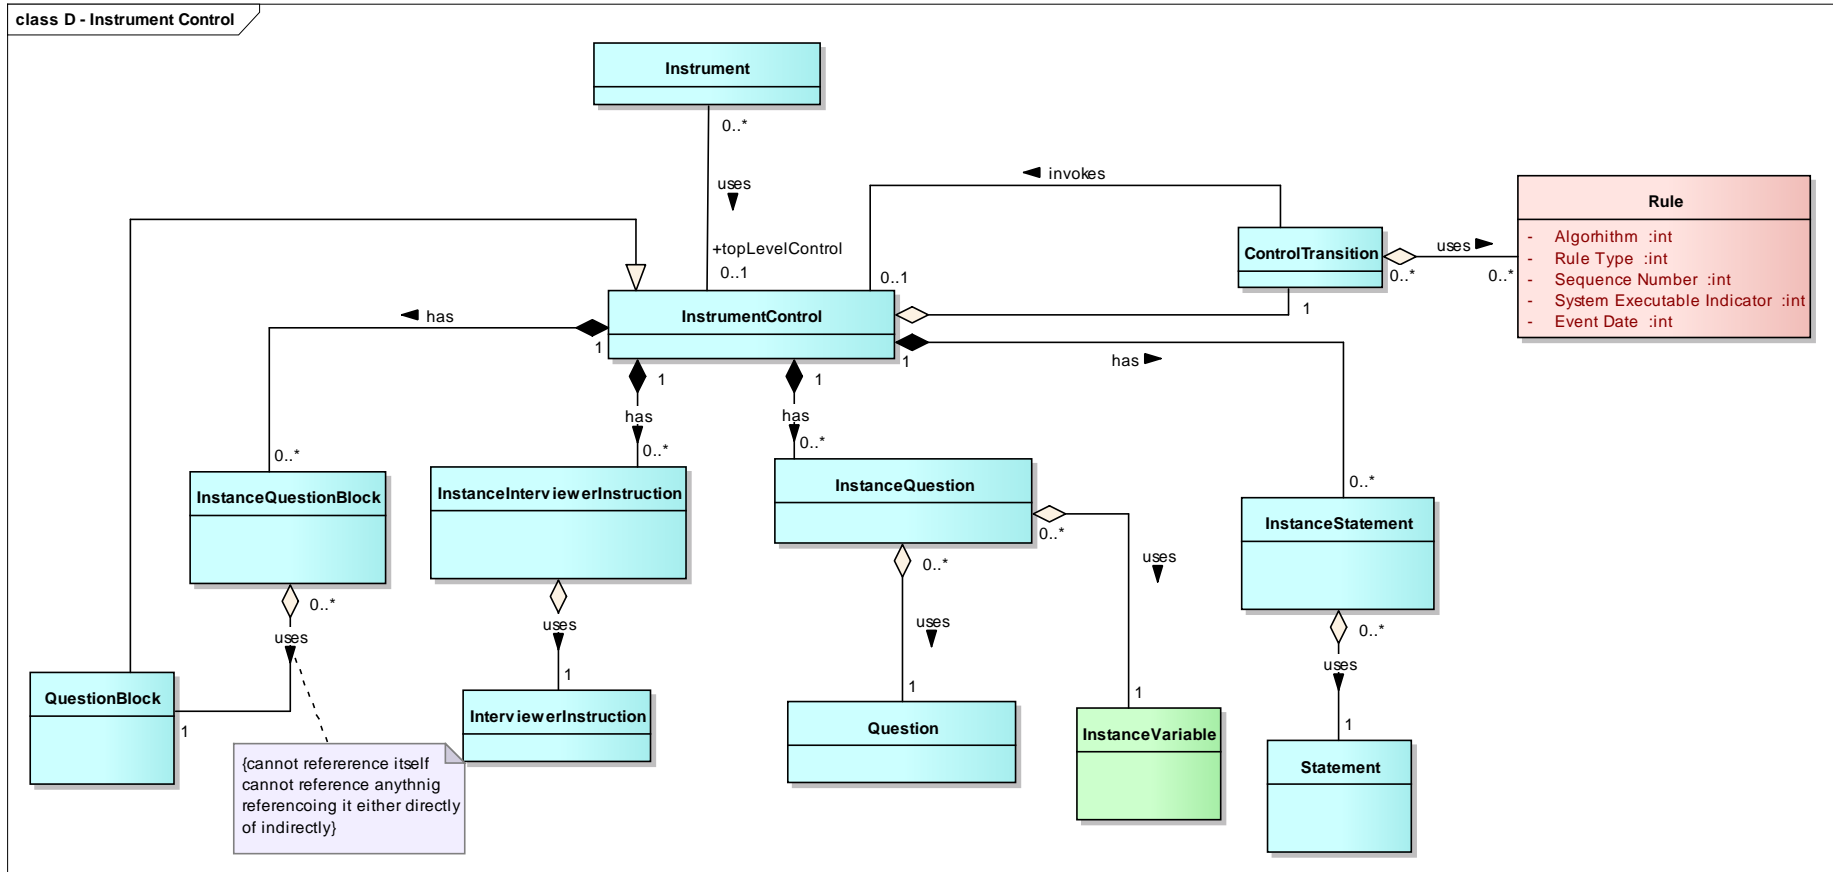 class D - Instrument Control
Instrument
0..*
uses
+topLevelControl
0..1
invokes
0..1
ControlTransition
0..*
uses
0..*
Rule
- Algorhithm :int
- Rule Type :int
- Sequence Number :int
- System Executable Indicator :int
- Event Date :int
InstrumentControl
1
has
1
1
has
1
has
1
has
0..*
0..*
0..*
0..*
InstanceQuestionBlock
InstanceInterviewerInstruction
InstanceQuestion
InstanceStatement
0..*
uses
uses
0..*
uses
0..*
uses
0..*
uses
1
1
1
1
1
QuestionBlock
InterviewerInstruction
Question
InstanceVariable
Statement
{cannot refererence itself
cannot reference anythnig
referencoing it either directly
of indirectly}